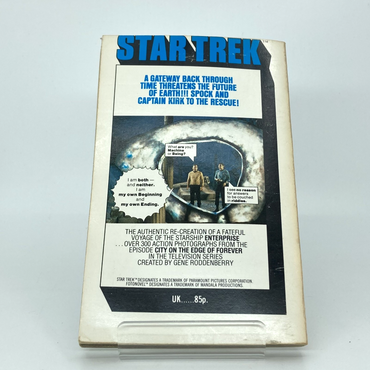 STAR TREK
A GATEWAY BACK THROUGH
TIME THREATENS THE FUTURE
OF EARTH!!! SPOCK AND
CAPTAIN KIRK TO THE RESCUE!
What are you?
Machine
or Being?
I am both —
and neither.
I am
my own Beginning
and
my own Ending.
I see no reason
for answers
to be couched
in riddles.
THE AUTHENTIC RE-CREATION OF A FATEFUL
VOYAGE OF THE STARSHIP ENTERPRISE
. . . OVER 300 ACTION PHOTOGRAPHS FROM THE
EPISODE CITY ON THE EDGE OF FOREVER
IN THE TELEVISION SERIES
CREATED BY GENE RODDENBERRY
STAR TREK™ DESIGNATES A TRADEMARK OF PARAMOUNT PICTURES CORPORATION.
FOTONOVEL™ DESIGNATES A TRADEMARK OF MANDALA PRODUCTIONS.
UK......85p.